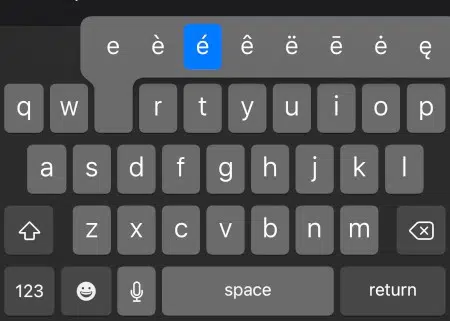 e è é ê ë ē ė ę
q w r t y u i o p
a s d f g h j k l
z x c v b n m
123 space return